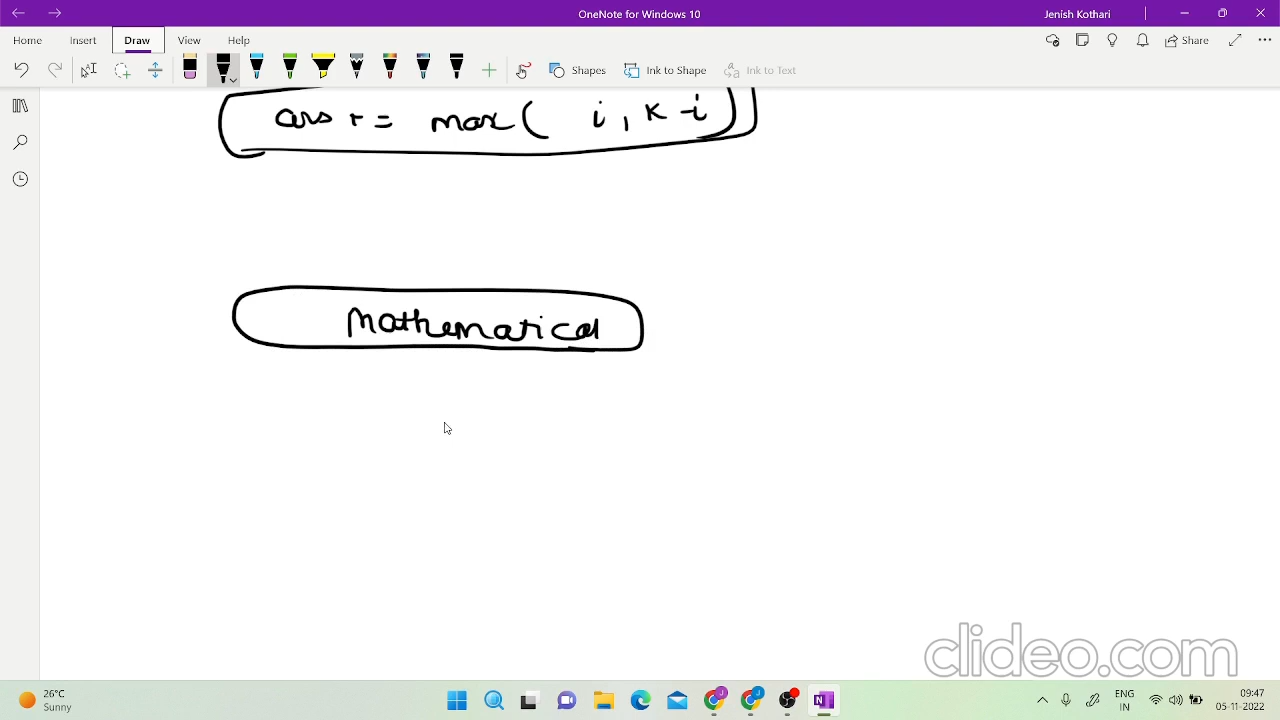 OneNote for Windows 10
Jenish Kothari
Home Insert Draw View Help
Share
Shapes Ink to Shape Ink to Text
ans + = max( i, k-i )
Mathematical
clideo.com
26°C
Sunny
ENG
IN
19:47
05-11-2022